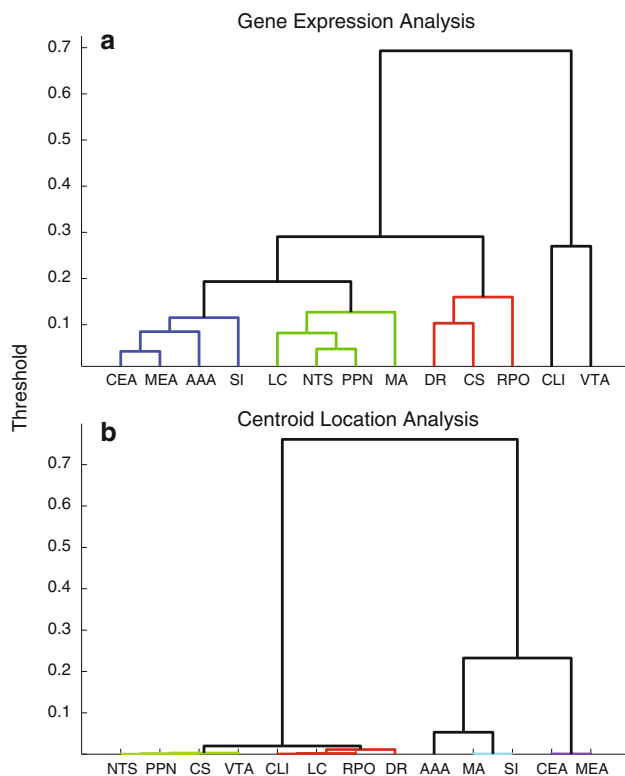 Gene Expression Analysis
a
0.7
0.6
0.5
0.4
0.3
0.2
0.1
CEA MEA AAA SI LC NTS PPN MA DR CS RPO CLI VTA
Threshold
Centroid Location Analysis
b
0.7
0.6
0.5
0.4
0.3
0.2
0.1
NTS PPN CS VTA CLI LC RPO DR AAA MA SI CEA MEA